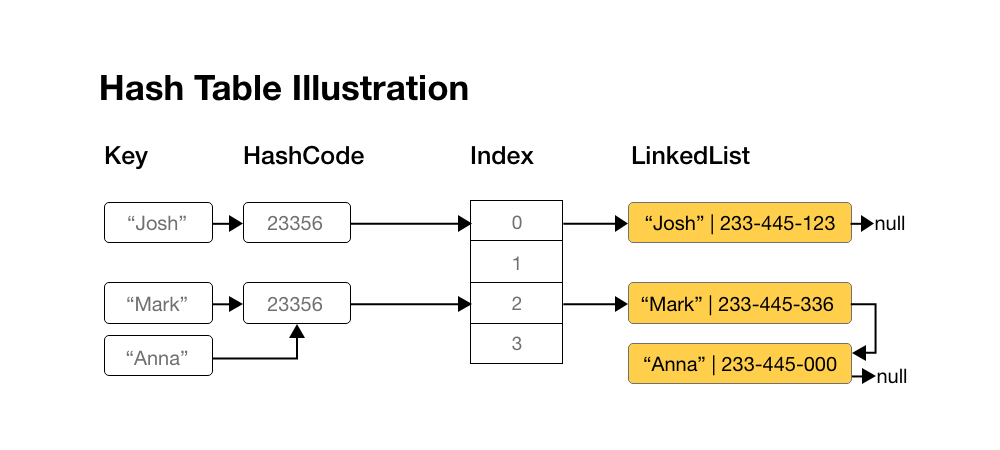 Hash Table Illustration
Key HashCode Index LinkedList
“Josh” 23356 0 “Josh” | 233-445-123 null
1
“Mark” 23356 2 “Mark” | 233-445-336
3
“Anna” “Anna” | 233-445-000
null